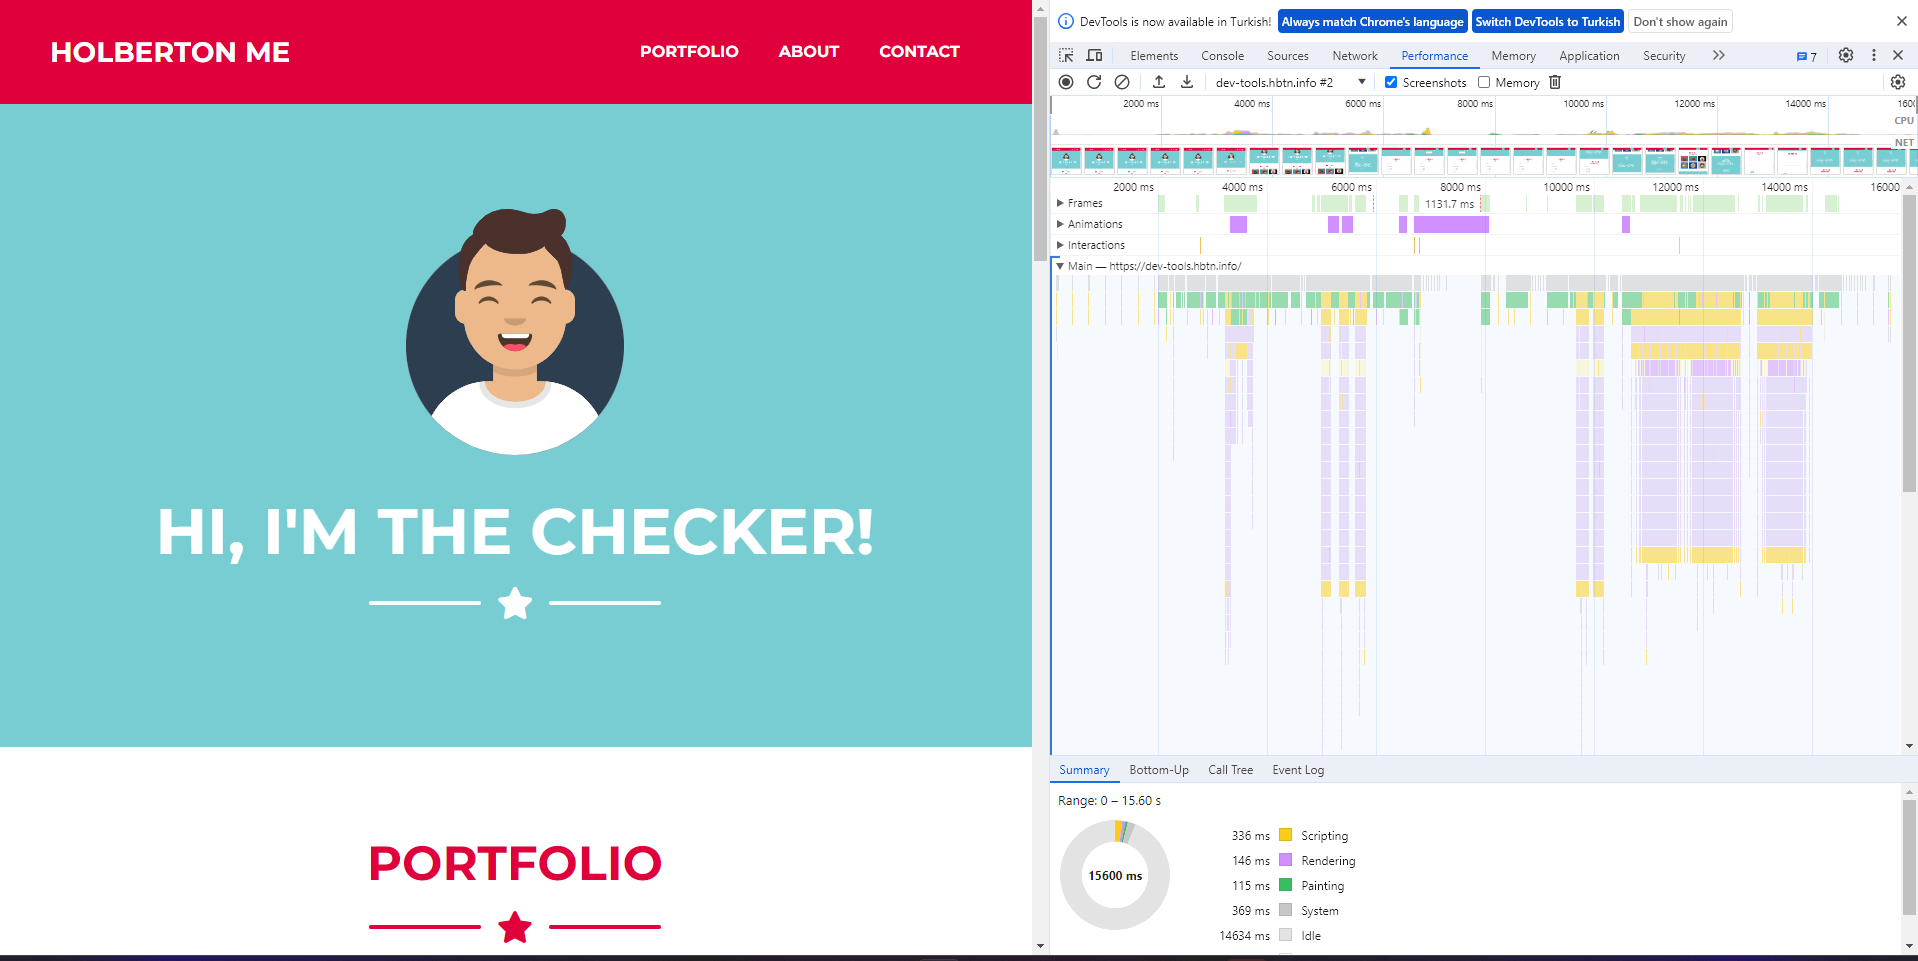 HOLBERTON ME
PORTFOLIO ABOUT CONTACT
HI, I'M THE CHECKER!
PORTFOLIO
DevTools is now available in Turkish! Always match Chrome's language Switch DevTools to Turkish Don't show again
Elements Console Sources Network Performance Memory Application Security 7
dev-tools.hbtn.info #2 Screenshots Memory
2000 ms 4000 ms 6000 ms 8000 ms 10000 ms 12000 ms 14000 ms
CPU
NET
2000 ms 4000 ms 6000 ms 8000 ms 10000 ms 12000 ms 14000 ms 16000
Frames 1131.7 ms
Animations
Interactions
Main — https://dev-tools.hbtn.info/
Summary Bottom-Up Call Tree Event Log
Range: 0 – 15.60 s
15600 ms
336 ms Scripting
146 ms Rendering
115 ms Painting
369 ms System
14634 ms Idle